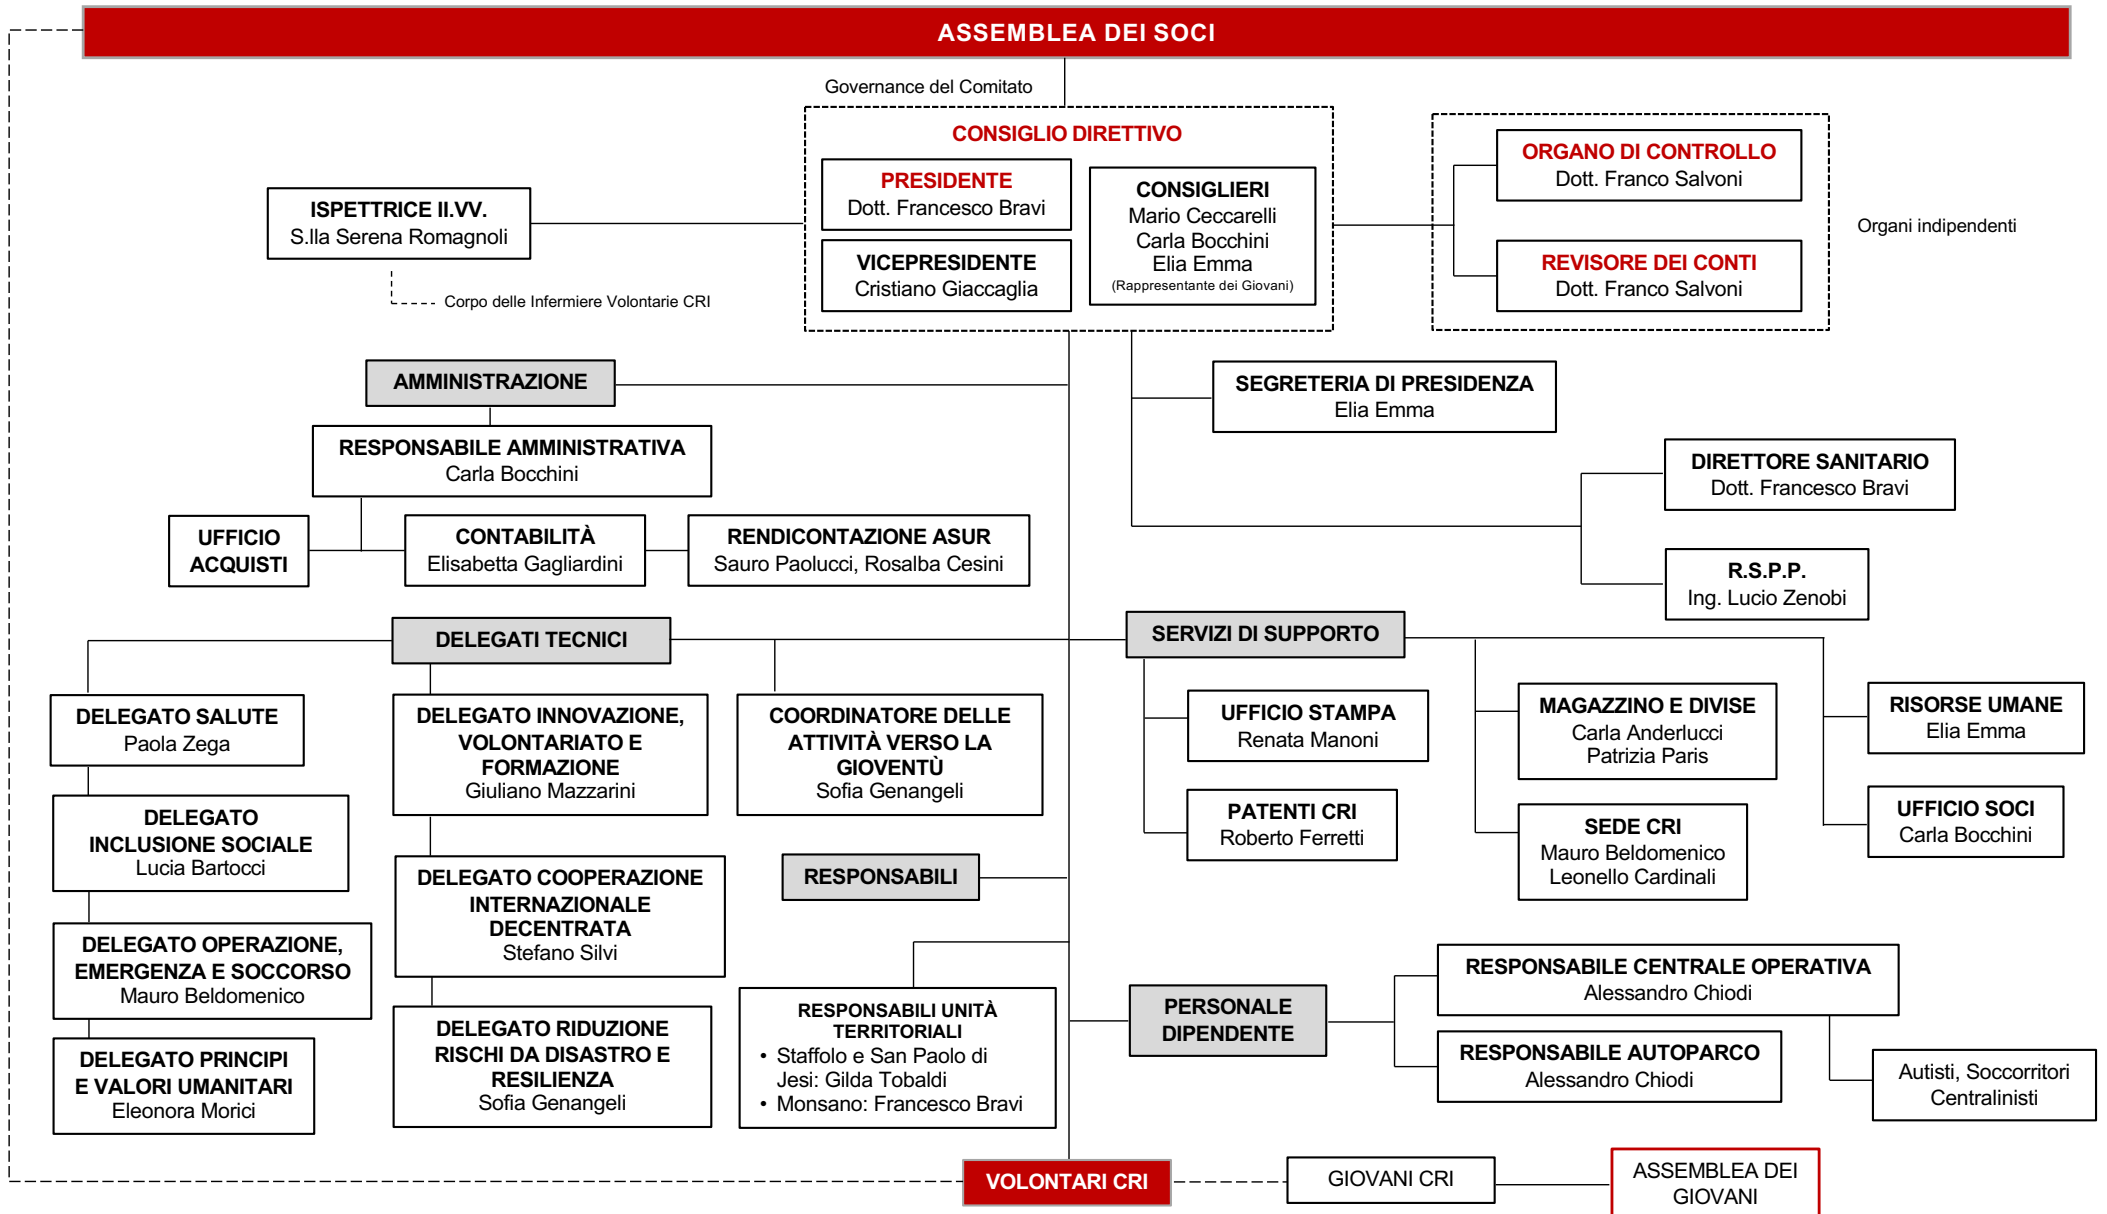 ASSEMBLEA DEI SOCI
Governance del Comitato
CONSIGLIO DIRETTIVO
PRESIDENTE
Dott. Francesco Bravi
VICEPRESIDENTE
Cristiano Giaccaglia
CONSIGLIERI
Mario Ceccarelli
Carla Bocchini
Elia Emma
(Rappresentante dei Giovani)
ORGANO DI CONTROLLO
Dott. Franco Salvoni
REVISORE DEI CONTI
Dott. Franco Salvoni
Organi indipendenti
ISPETTRICE II.VV.
S.lla Serena Romagnoli
Corpo delle Infermiere Volontarie CRI
AMMINISTRAZIONE
RESPONSABILE AMMINISTRATIVA
Carla Bocchini
UFFICIO
ACQUISTI
CONTABILITÀ
Elisabetta Gagliardini
RENDICONTAZIONE ASUR
Sauro Paolucci, Rosalba Cesini
SEGRETERIA DI PRESIDENZA
Elia Emma
DIRETTORE SANITARIO
Dott. Francesco Bravi
R.S.P.P.
Ing. Lucio Zenobi
DELEGATI TECNICI
DELEGATO SALUTE
Paola Zega
DELEGATO
INCLUSIONE SOCIALE
Lucia Bartocci
DELEGATO OPERAZIONE,
EMERGENZA E SOCCORSO
Mauro Beldomenico
DELEGATO PRINCIPI
E VALORI UMANITARI
Eleonora Morici
DELEGATO INNOVAZIONE,
VOLONTARIATO E
FORMAZIONE
Giuliano Mazzarini
DELEGATO COOPERAZIONE
INTERNAZIONALE
DECENTRATA
Stefano Silvi
DELEGATO RIDUZIONE
RISCHI DA DISASTRO E
RESILIENZA
Sofia Genangeli
COORDINATORE DELLE
ATTIVITÀ VERSO LA
GIOVENTÙ
Sofia Genangeli
RESPONSABILI
RESPONSABILI UNITÀ
TERRITORIALI
• Staffolo e San Paolo di
Jesi: Gilda Tobaldi
• Monsano: Francesco Bravi
SERVIZI DI SUPPORTO
UFFICIO STAMPA
Renata Manoni
PATENTI CRI
Roberto Ferretti
MAGAZZINO E DIVISE
Carla Anderlucci
Patrizia Paris
SEDE CRI
Mauro Beldomenico
Leonello Cardinali
RISORSE UMANE
Elia Emma
UFFICIO SOCI
Carla Bocchini
PERSONALE
DIPENDENTE
RESPONSABILE CENTRALE OPERATIVA
Alessandro Chiodi
RESPONSABILE AUTOPARCO
Alessandro Chiodi
Autisti, Soccorritori
Centralinisti
VOLONTARI CRI
GIOVANI CRI
ASSEMBLEA DEI
GIOVANI